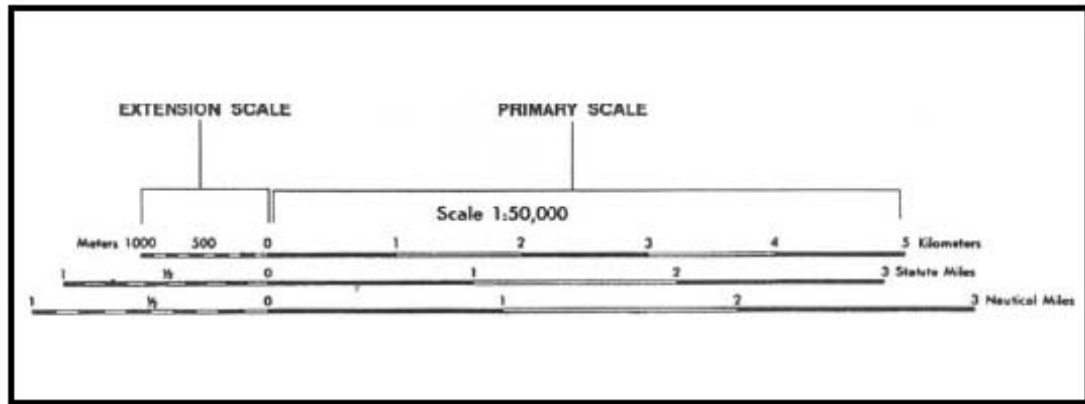 EXTENSION SCALE PRIMARY SCALE
Scale 1:50,000
Meters 1000 500 0 1 2 3 4 5 Kilometers
1 ½ 0 1 2 3 Statute Miles
1 ½ 0 1 2 3 Nautical Miles